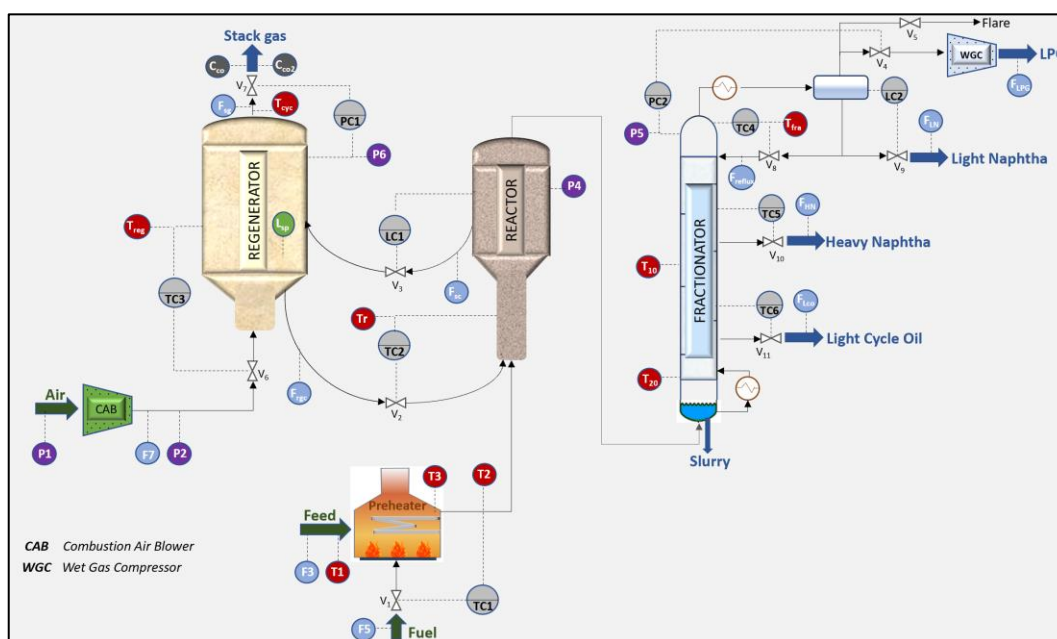 Stack gas
Flare
V5
LPG
WGC
V4
FLPG
Cco
Cco2
V7
Fsg
Tcyc
PC1
P6
PC2
P5
TC4
Tfra
LC2
FLN
Light Naphtha
V8
V9
Freflux
REGENERATOR
Treg
Lsp
LC1
V3
REACTOR
P4
Fsc
TC3
TC5
FHN
Heavy Naphtha
V10
FRACTIONATOR
T10
Tr
TC2
TC6
FLco
Light Cycle Oil
V11
V6
Frgc
V2
T20
Air
CAB
P1
F7
P2
Slurry
T3
T2
Preheater
Feed
F3
T1
CAB Combustion Air Blower
WGC Wet Gas Compressor
V1
TC1
F5
Fuel